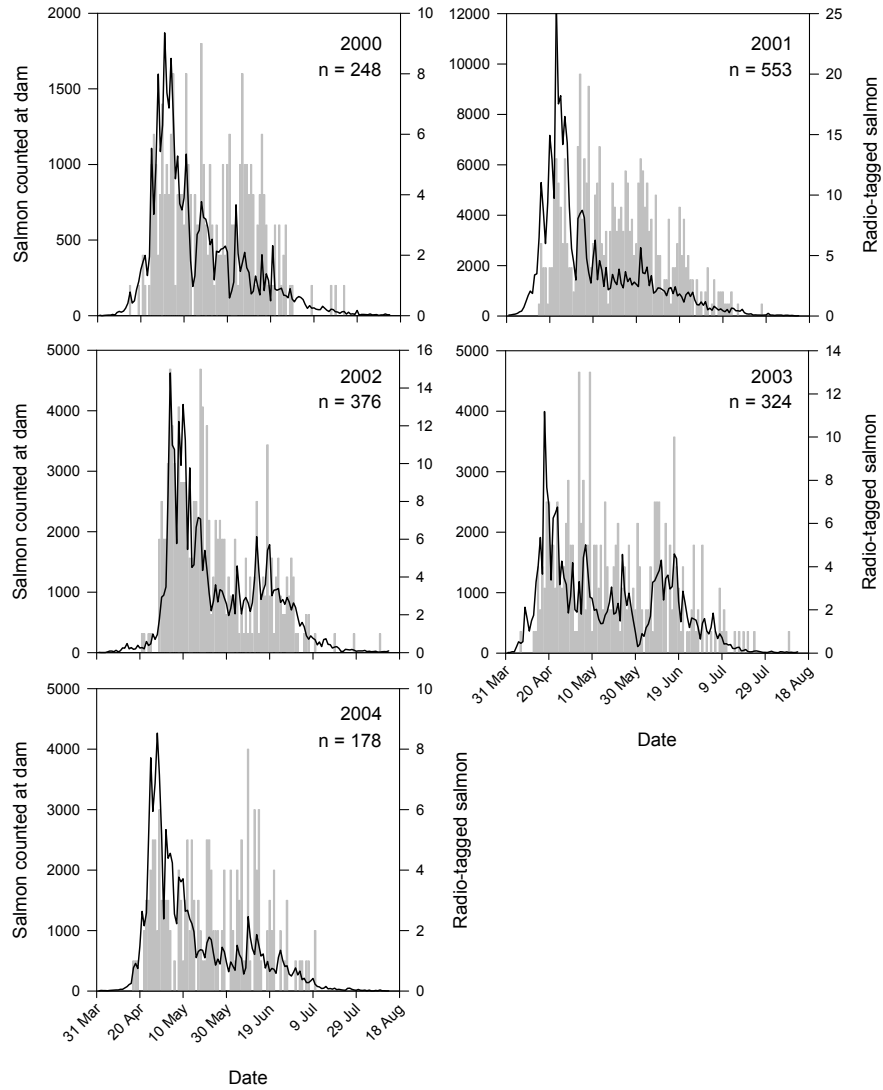 2000
n = 248
Salmon counted at dam
2000
1500
1000
500
0
10
8
6
4
2
0
2001
n = 553
12000
10000
8000
6000
4000
2000
0
25
20
15
10
5
0
Radio-tagged salmon
2002
n = 376
Salmon counted at dam
5000
4000
3000
2000
1000
0
16
14
12
10
8
6
4
2
0
2003
n = 324
5000
4000
3000
2000
1000
0
14
12
10
8
6
4
2
0
Radio-tagged salmon
31 Mar
20 Apr
10 May
30 May
19 Jun
9 Jul
29 Jul
18 Aug
Date
2004
n = 178
Salmon counted at dam
5000
4000
3000
2000
1000
0
10
8
6
4
2
0
Radio-tagged salmon
31 Mar
20 Apr
10 May
30 May
19 Jun
9 Jul
29 Jul
18 Aug
Date